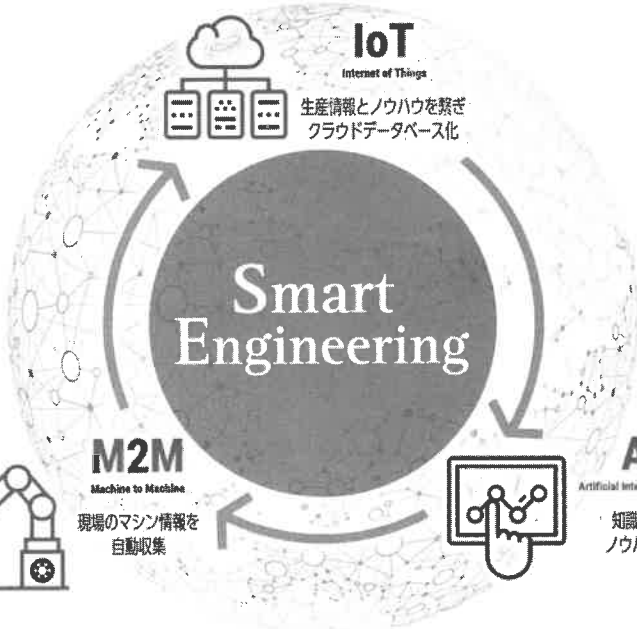 IoT
Internet of Things
生産情報とノウハウを繋ぎ
クラウドデータベース化
Smart
Engineering
M2M
Machine to Machine
現場のマシン情報を
自動収集
Artificial
知識